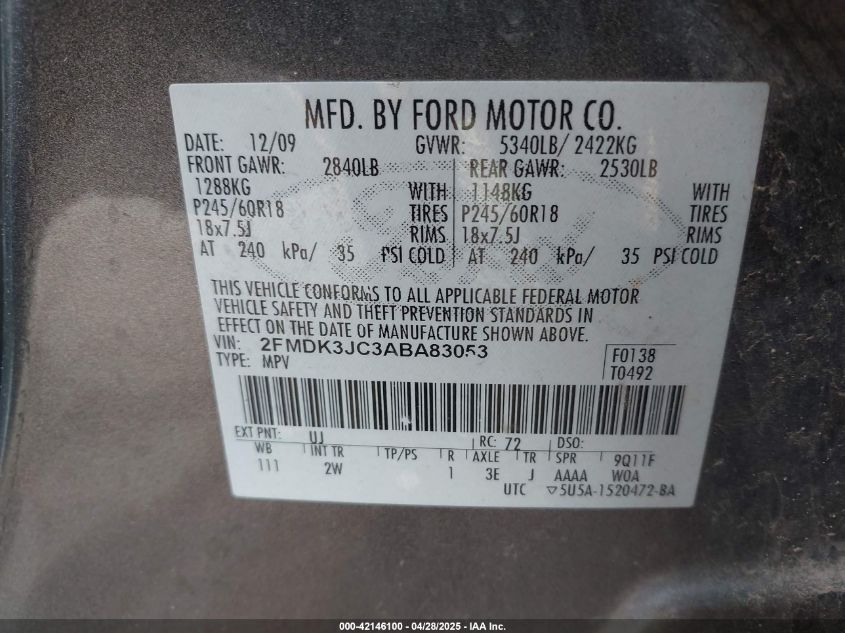 MFD. BY FORD MOTOR CO.
DATE: 12/09 GVWR: 5340LB/ 2422KG
FRONT GAWR: 2840LB REAR GAWR: 2530LB
1288KG WITH 1148KG WITH
P245/60R18 TIRES P245/60R18 TIRES
18x7.5J RIMS 18x7.5J RIMS
AT 240 kPa/ 35 PSI COLD AT 240 kPa/ 35 PSI COLD
THIS VEHICLE CONFORMS TO ALL APPLICABLE FEDERAL MOTOR
VEHICLE SAFETY AND THEFT PREVENTION STANDARDS IN
EFFECT ON THE DATE OF MANUFACTURE SHOWN ABOVE.
VIN: 2FMDK3JC3ABA83053 F0138
TYPE: MPV T0492
EXT PNT: UJ RC: 72 DSO:
WB INT TR TP/PS R AXLE TR SPR 9Q11F
111 2W 1 3E J AAAA W0A
UTC ▽5U5A-1520472-BA
000-42146100 | 04/28/2025 - IAA Inc.